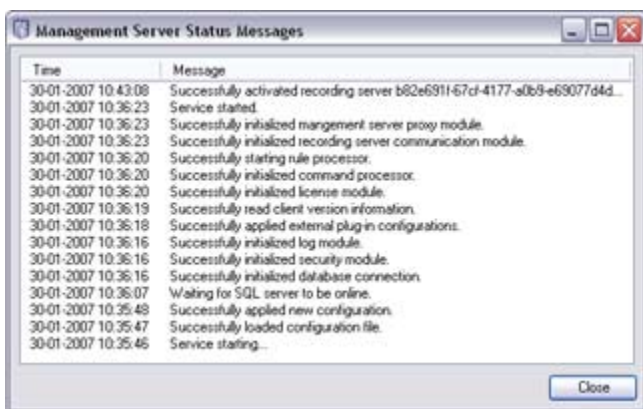 Management Server Status Messages
Time Message
30-01-2007 10:43:08 Successfully activated recording server b82e691f-67cf-4177-a0b9-e69077d4d...
30-01-2007 10:36:23 Service started.
30-01-2007 10:36:23 Successfully initialized mangement server proxy module.
30-01-2007 10:36:23 Successfully initialized recording server communication module.
30-01-2007 10:36:20 Successfully starting rule processor.
30-01-2007 10:36:20 Successfully initialized command processor.
30-01-2007 10:36:20 Successfully initialized license module.
30-01-2007 10:36:19 Successfully read client version information.
30-01-2007 10:36:18 Successfully applied external plug-in configurations.
30-01-2007 10:36:16 Successfully initialized log module.
30-01-2007 10:36:16 Successfully initialized security module.
30-01-2007 10:36:16 Successfully initialized database connection.
30-01-2007 10:36:07 Waiting for SQL server to be online.
30-01-2007 10:35:48 Successfully applied new configuration.
30-01-2007 10:35:47 Successfully loaded configuration file.
30-01-2007 10:35:46 Service starting...
Close